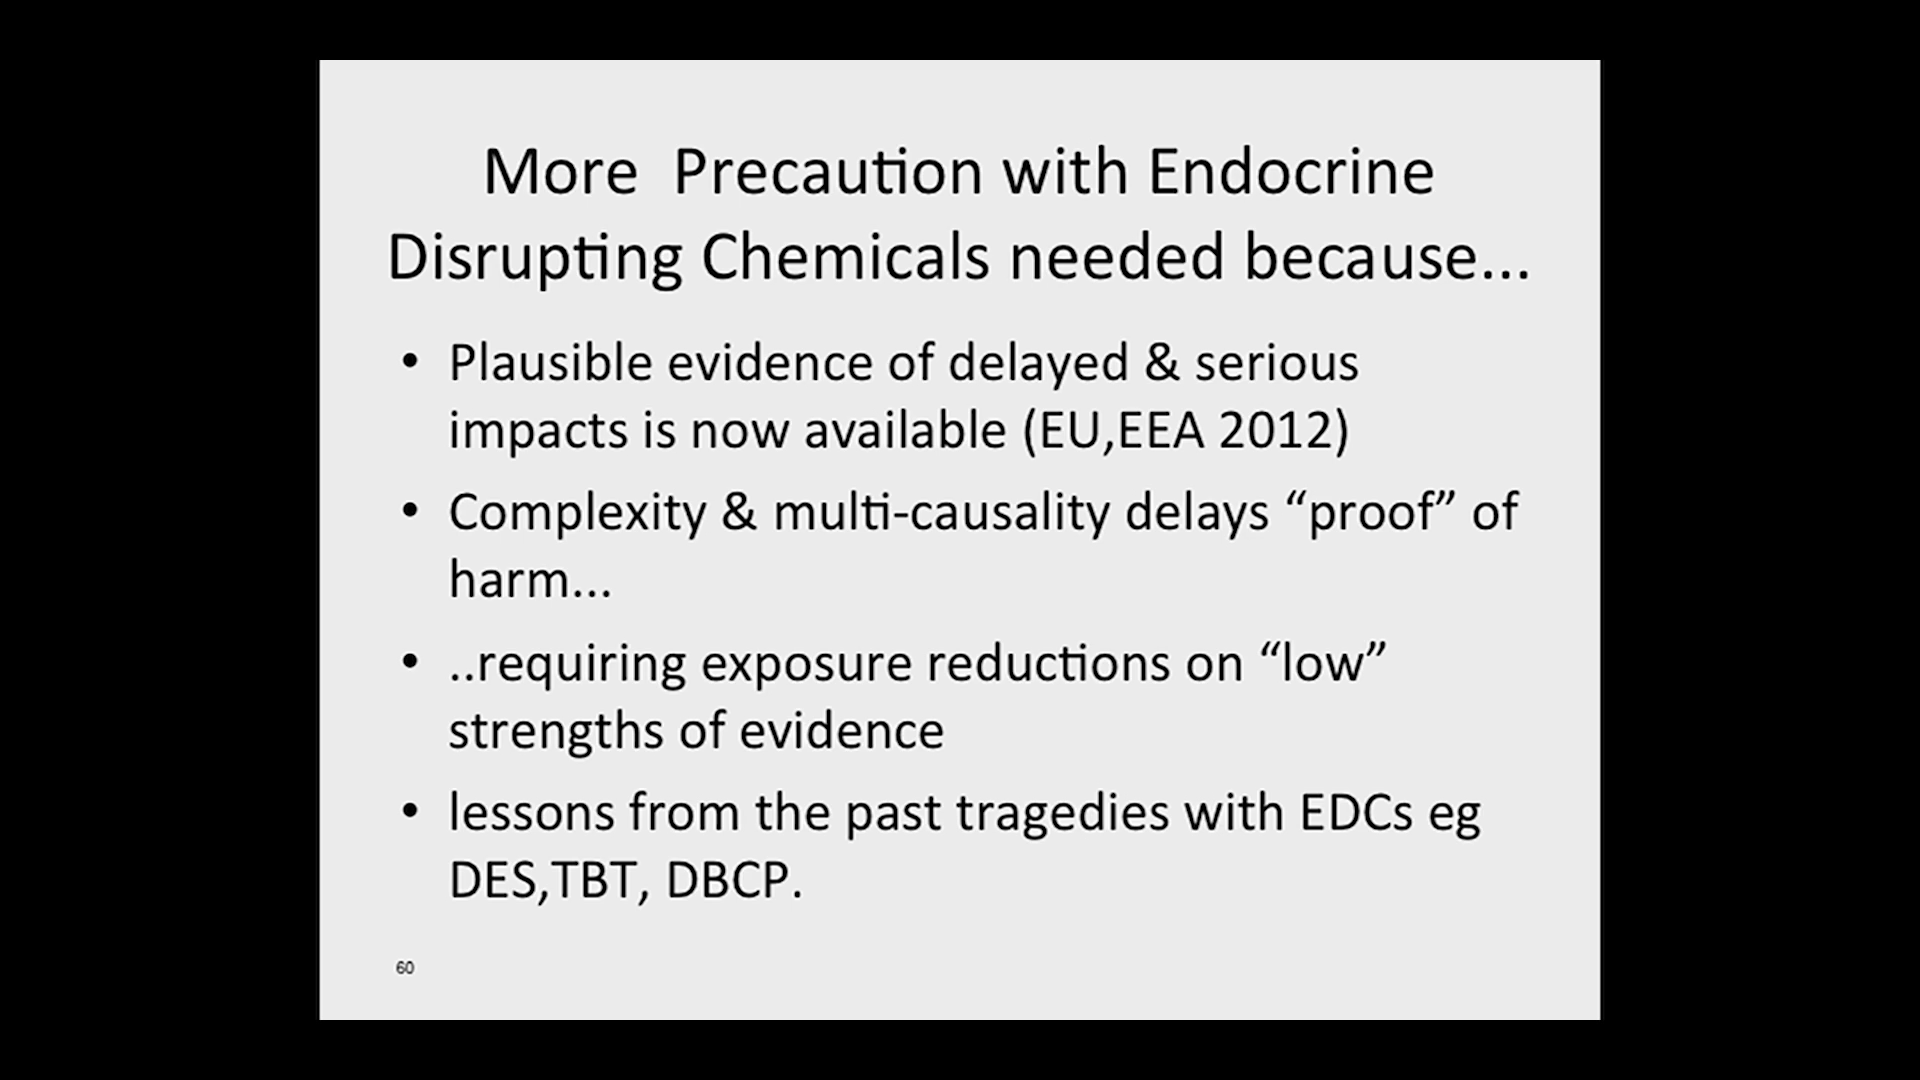 More  Precaution with Endocrine
Disrupting Chemicals needed because...
• Plausible evidence of delayed & serious
impacts is now available (EU,EEA 2012)
• Complexity & multi-causality delays “proof” of
harm...
• ..requiring exposure reductions on “low”
strengths of evidence
• lessons from the past tragedies with EDCs eg
DES,TBT, DBCP.
60